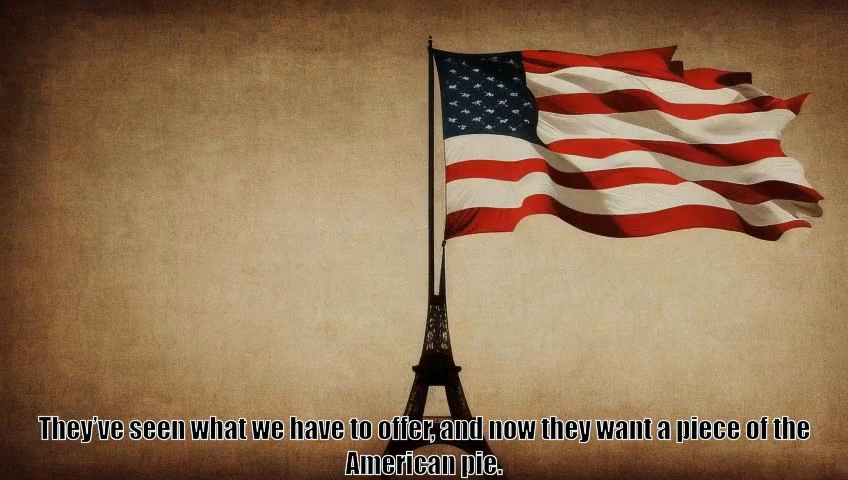 They’ve seen what we have to offer, and now they want a piece of the
American pie.